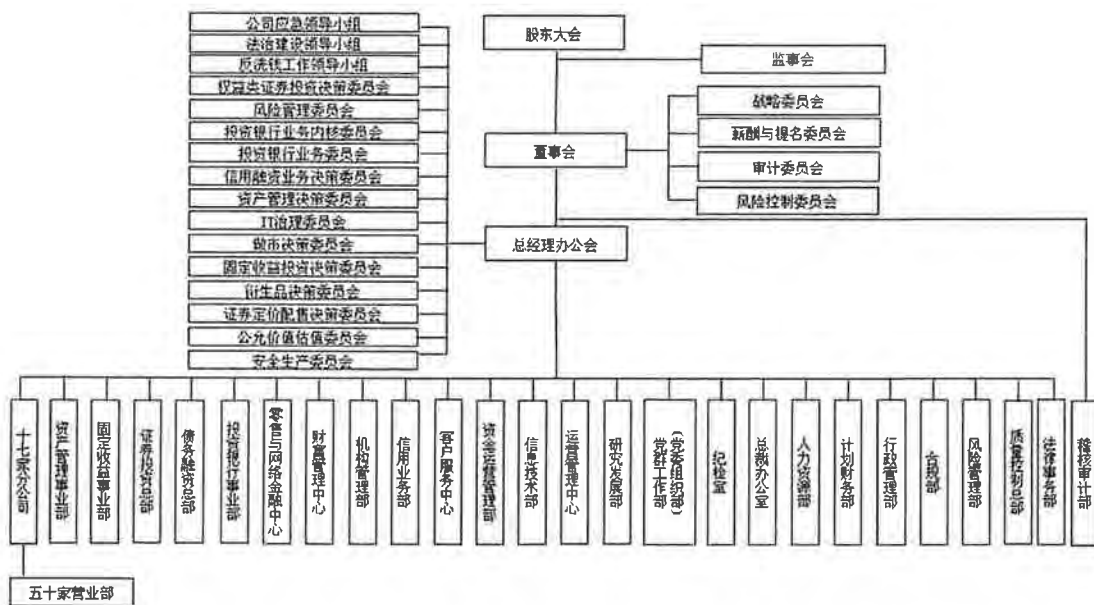 公司应急领导小组
法治建设领导小组
反洗钱工作领导小组
权益类证券投资决策委员会
风险管理委员会
投资银行业务内核委员会
投资银行业务委员会
信用融资业务决策委员会
资产管理决策委员会
IT治理委员会
做市决策委员会
固定收益投资决策委员会
衍生品决策委员会
证券定价配售决策委员会
公允价值估值委员会
安全生产委员会
股东大会
监事会
董事会
战略委员会
薪酬与提名委员会
审计委员会
风险控制委员会
总经理办公会
十七家分公司
资产管理事业部
固定收益事业部
证券投资总部
债务融资总部
投资银行事业部
零售与网络金融中心
财富管理中心
机构管理部
信用业务部
客户服务中心
资金运营管理部
信息技术部
运营管理中心
研究发展部
党群工作部
(党委组织部)
纪检室
总裁办公室
人力资源部
计划财务部
行政管理部
合规部
风险管理部
质量控制总部
法律事务部
稽核审计部
五十家营业部